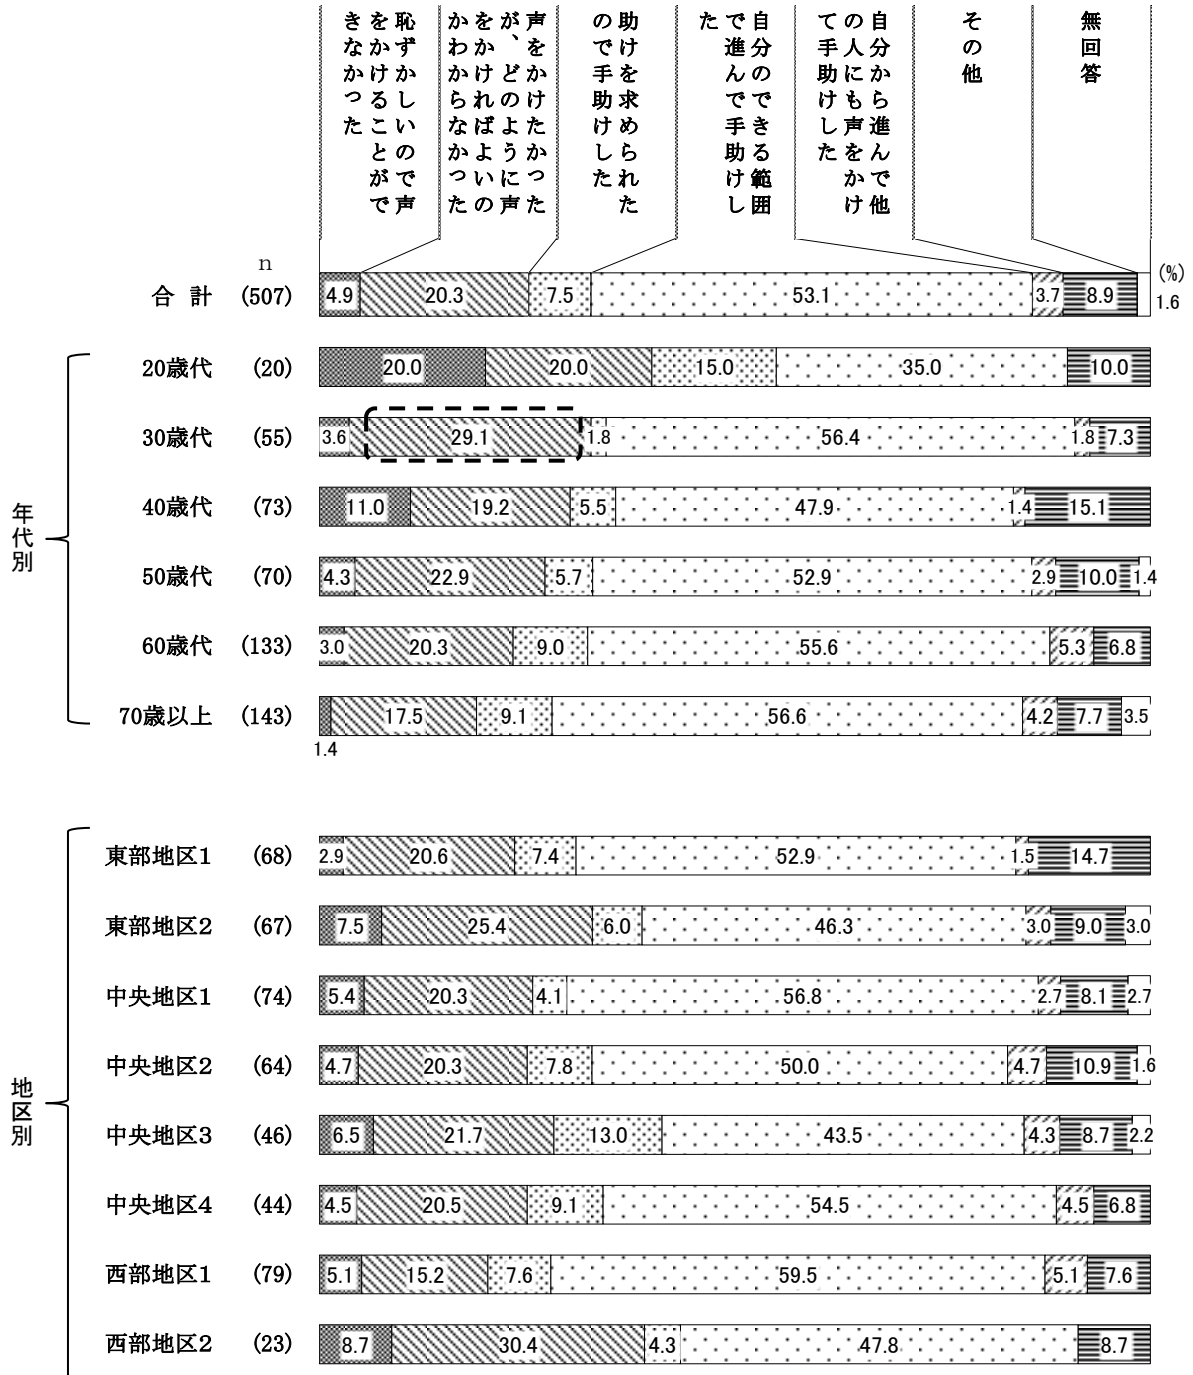 恥ずかしいので声
をかけることがで
きなかった
声をかけたかった
が、どのように声
をかければよいの
かわからなかった
助けを求められた
ので手助けした
自分のできる範囲
で進んで手助けし
た
自分から進んで他
の人にも声をかけ
て手助けした
その他
無回答
n
(%)
合 計 (507) 4.9 20.3 7.5 53.1 3.7 8.9 1.6
年代別
20歳代 (20) 20.0 20.0 15.0 35.0 10.0
30歳代 (55) 3.6 29.1 1.8 56.4 1.8 7.3
40歳代 (73) 11.0 19.2 5.5 47.9 1.4 15.1
50歳代 (70) 4.3 22.9 5.7 52.9 2.9 10.0 1.4
60歳代 (133) 3.0 20.3 9.0 55.6 5.3 6.8
70歳以上 (143) 1.4 17.5 9.1 56.6 4.2 7.7 3.5
地区別
東部地区1 (68) 2.9 20.6 7.4 52.9 1.5 14.7
東部地区2 (67) 7.5 25.4 6.0 46.3 3.0 9.0 3.0
中央地区1 (74) 5.4 20.3 4.1 56.8 2.7 8.1 2.7
中央地区2 (64) 4.7 20.3 7.8 50.0 4.7 10.9 1.6
中央地区3 (46) 6.5 21.7 13.0 43.5 4.3 8.7 2.2
中央地区4 (44) 4.5 20.5 9.1 54.5 4.5 6.8
西部地区1 (79) 5.1 15.2 7.6 59.5 5.1 7.6
西部地区2 (23) 8.7 30.4 4.3 47.8 8.7